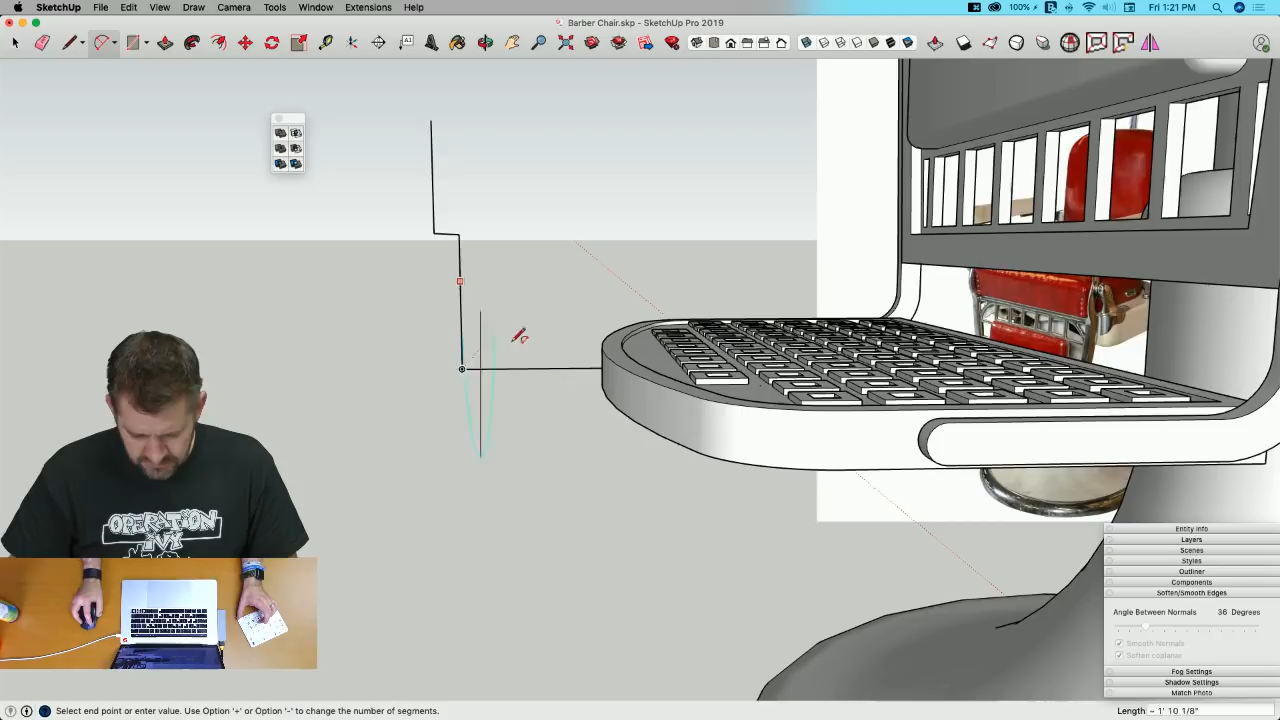 SketchUp File Edit View Draw Camera Tools Window Extensions Help
100% Fri 1:21 PM
Barber Chair.skp - SketchUp Pro 2019
OPERATION
IVY
Entity Info
Layers
Scenes
Styles
Outliner
Components
Soften/Smooth Edges
Angle Between Normals 36 Degrees
Smooth Normals
Soften coplanar
Fog Settings
Shadow Settings
Match Photo
Select end point or enter value. Use Option '+' or Option '-' to change the number of segments.
Length ~ 1' 10 1/8"